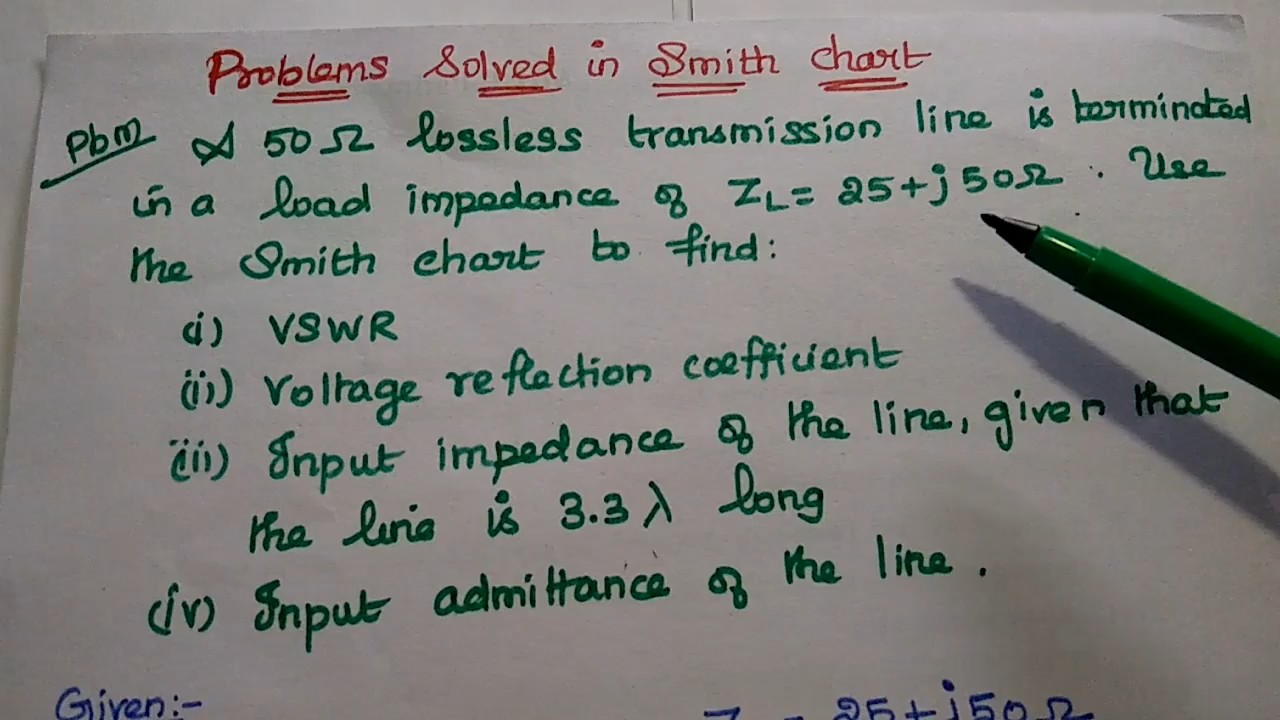 Problems Solved in Smith chart
Pbm A 50Ω lossless transmission line is terminated
in a load impedance of ZL = 25+j50Ω. Use
the Smith chart to find:
(i) VSWR
(ii) Voltage reflection coefficient
(iii) Input impedance of the line, given that
the line is 3.3λ long
(iv) Input admittance of the line.
Given:- Z = 25+j50Ω